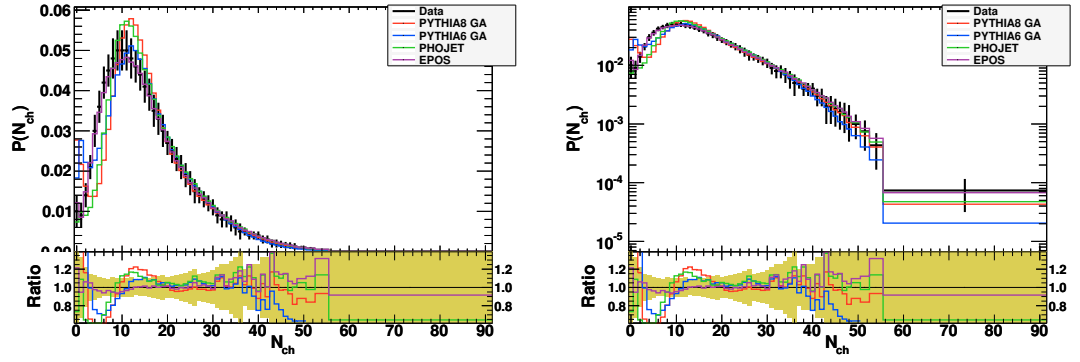 Data
PYTHIA8 GA
PYTHIA6 GA
PHOJET
EPOS
P(N_ch)
0.06
0.05
0.04
0.03
0.02
0.01
0.00
Ratio
1.2
1.0
0.8
1.2
1.0
0.8
0 10 20 30 40 50 60 70 80 90
N_ch
Data
PYTHIA8 GA
PYTHIA6 GA
PHOJET
EPOS
P(N_ch)
10^-2
10^-3
10^-4
10^-5
Ratio
1.2
1.0
0.8
1.2
1.0
0.8
0 10 20 30 40 50 60 70 80 90
N_ch